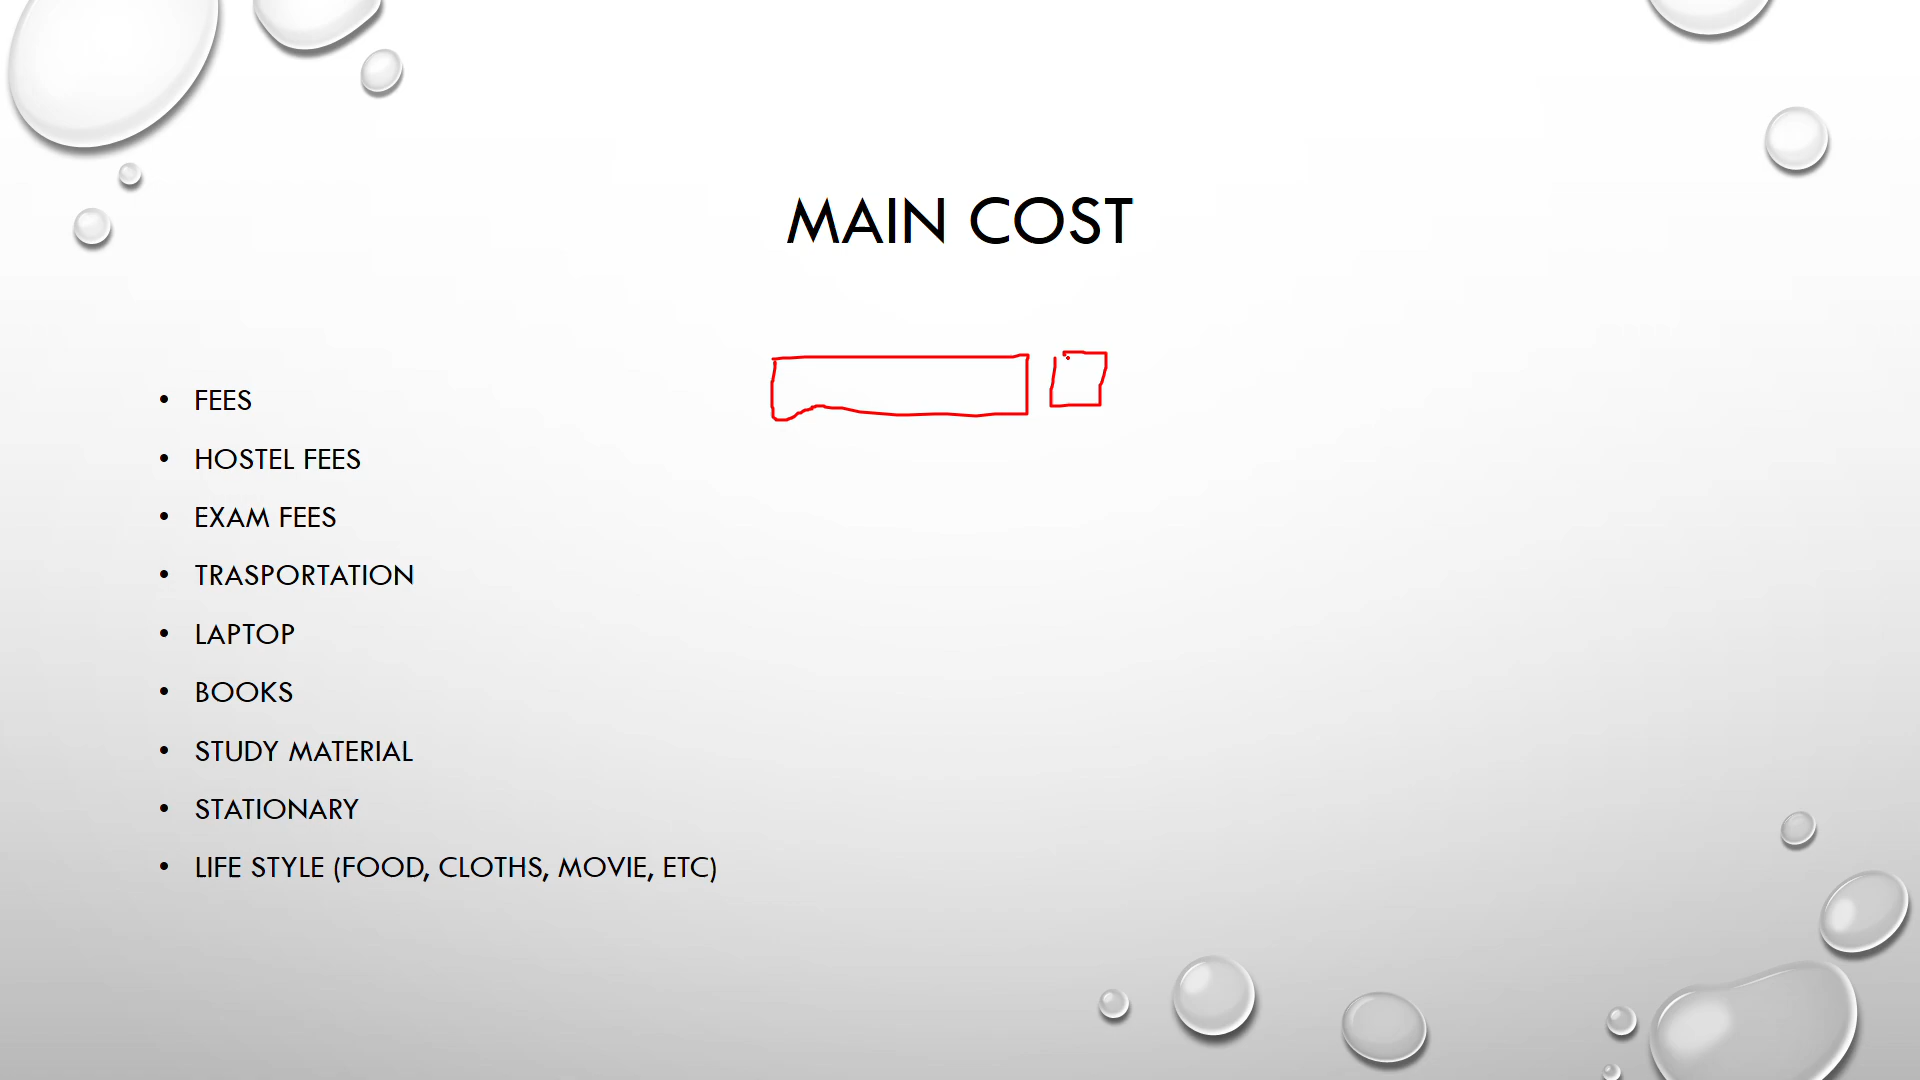 MAIN COST
• FEES
• HOSTEL FEES
• EXAM FEES
• TRASPORTATION
• LAPTOP
• BOOKS
• STUDY MATERIAL
• STATIONARY
• LIFE STYLE (FOOD, CLOTHS, MOVIE, ETC)